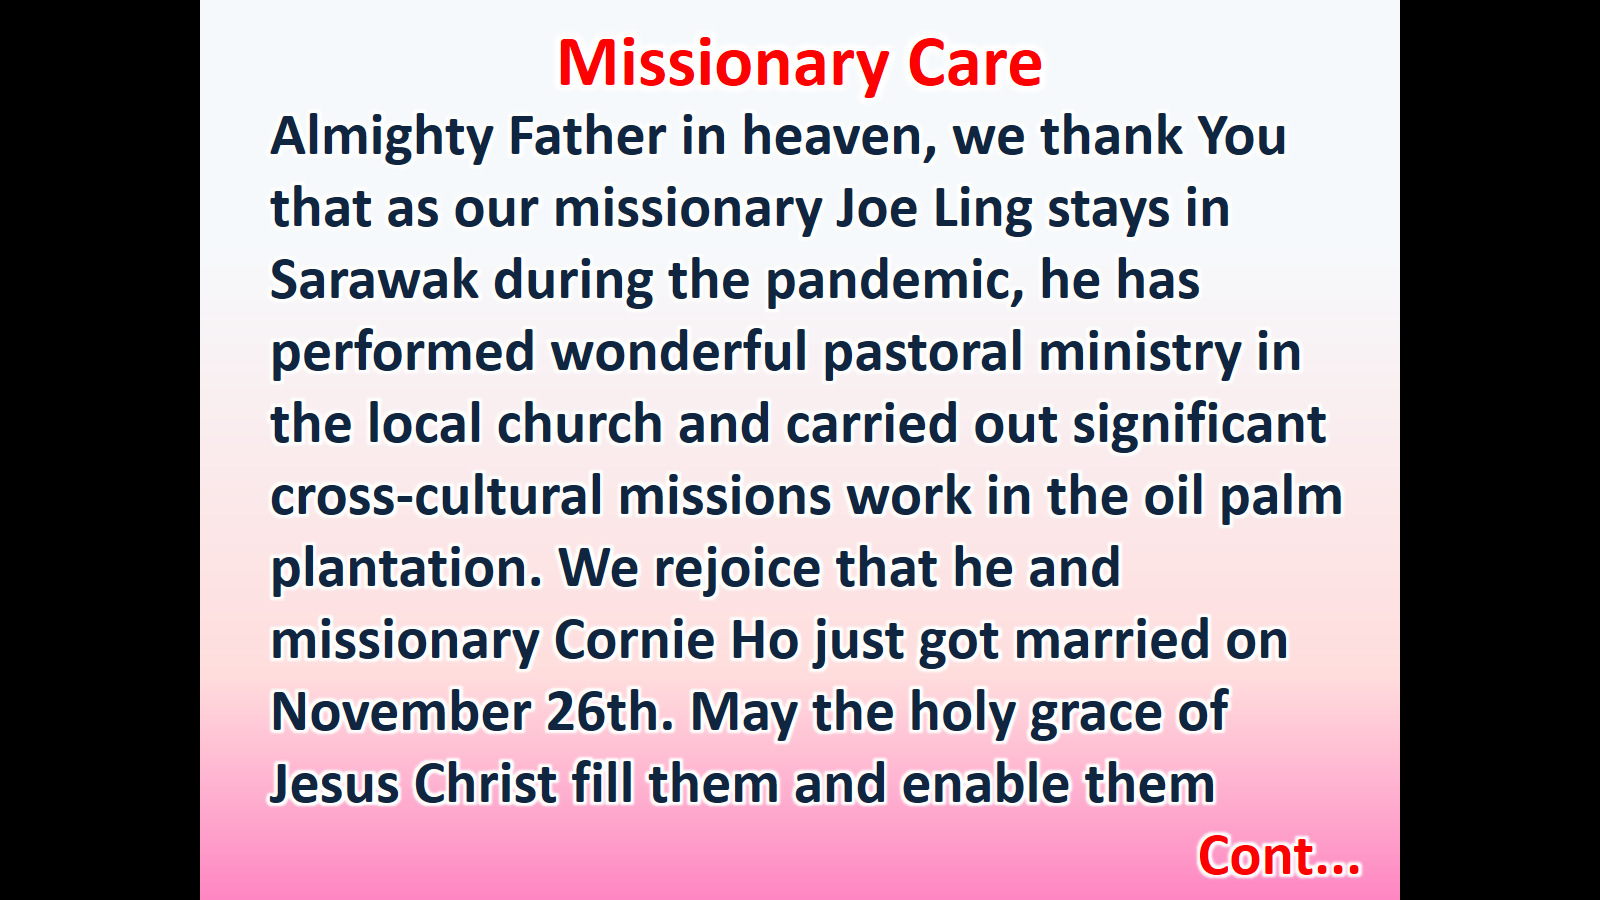 Missionary Care
Almighty Father in heaven, we thank You
that as our missionary Joe Ling stays in
Sarawak during the pandemic, he has
performed wonderful pastoral ministry in
the local church and carried out significant
cross-cultural missions work in the oil palm
plantation. We rejoice that he and
missionary Cornie Ho just got married on
November 26th. May the holy grace of
Jesus Christ fill them and enable them
Cont...